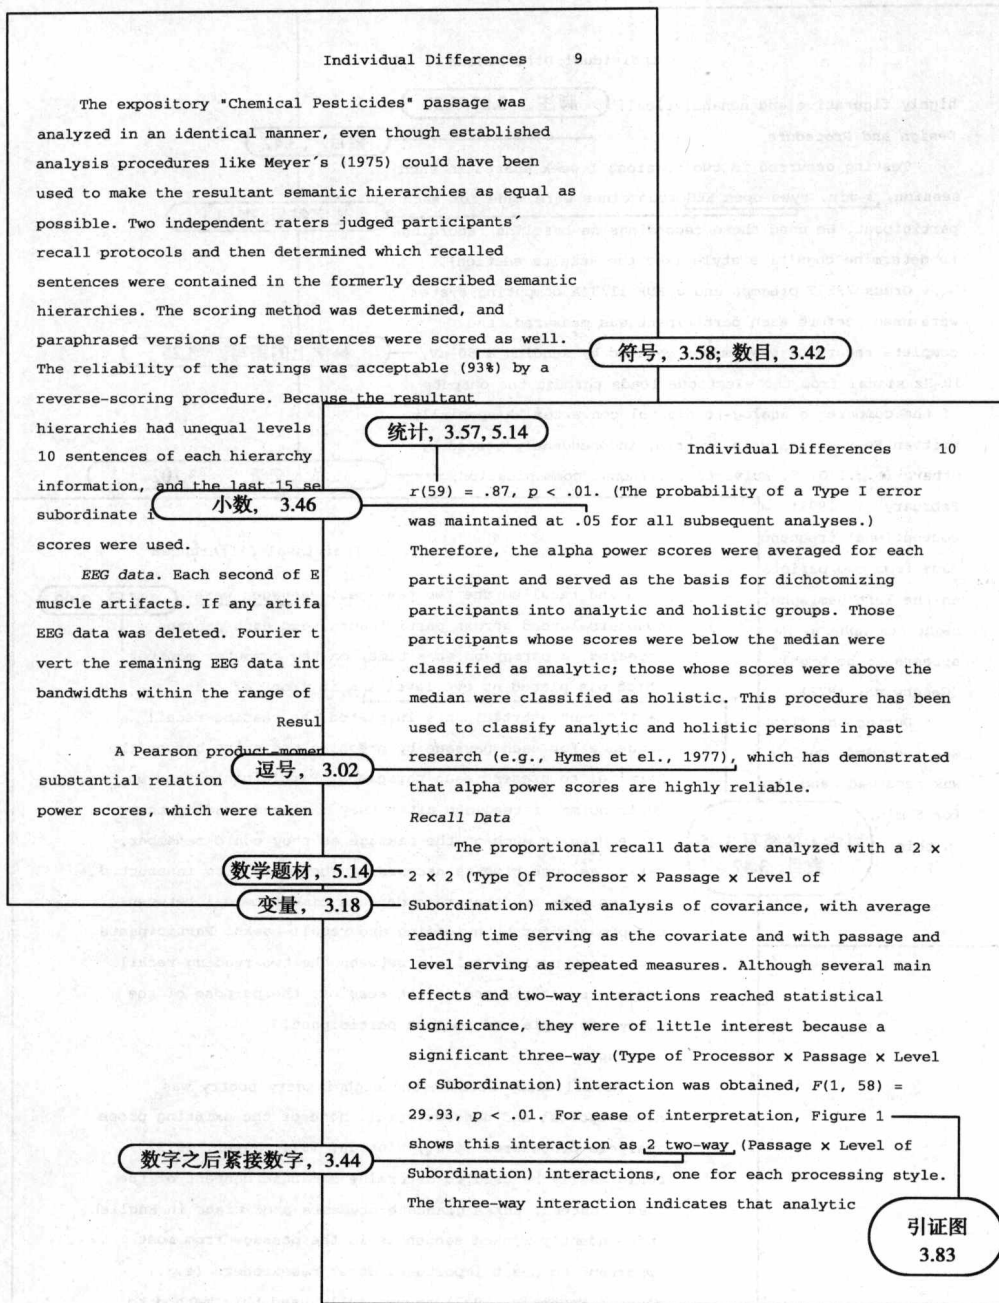 Individual Differences 9
The expository "Chemical Pesticides" passage was
analyzed in an identical manner, even though established
analysis procedures like Meyer's (1975) could have been
used to make the resultant semantic hierarchies as equal as
possible. Two independent raters judged participants'
recall protocols and then determined which recalled
sentences were contained in the formerly described semantic
hierarchies. The scoring method was determined, and
paraphrased versions of the sentences were scored as well.
The reliability of the ratings was acceptable (93%) by a
reverse-scoring procedure. Because the resultant
hierarchies had unequal levels
10 sentences of each hierarchy
information, and the last 15 se
subordinate i
scores were used.
EEG data. Each second of E
muscle artifacts. If any artifa
EEG data was deleted. Fourier t
vert the remaining EEG data int
bandwidths within the range of
Resul
A Pearson product-momen
substantial relation
power scores, which were taken
符号, 3.58; 数目, 3.42
统计, 3.57, 5.14
小数, 3.46
逗号, 3.02
数学题材, 5.14
变量, 3.18
数字之后紧接数字, 3.44
Individual Differences 10
r(59) = .87, p < .01. (The probability of a Type I error
was maintained at .05 for all subsequent analyses.)
Therefore, the alpha power scores were averaged for each
participant and served as the basis for dichotomizing
participants into analytic and holistic groups. Those
participants whose scores were below the median were
classified as analytic; those whose scores were above the
median were classified as holistic. This procedure has been
used to classify analytic and holistic persons in past
research (e.g., Hymes et el., 1977), which has demonstrated
that alpha power scores are highly reliable.
Recall Data
The proportional recall data were analyzed with a 2 x
2 x 2 (Type Of Processor x Passage x Level of
Subordination) mixed analysis of covariance, with average
reading time serving as the covariate and with passage and
level serving as repeated measures. Although several main
effects and two-way interactions reached statistical
significance, they were of little interest because a
significant three-way (Type of Processor x Passage x Level
of Subordination) interaction was obtained, F(1, 58) =
29.93, p < .01. For ease of interpretation, Figure 1
shows this interaction as 2 two-way (Passage x Level of
Subordination) interactions, one for each processing style.
The three-way interaction indicates that analytic
引证图
3.83